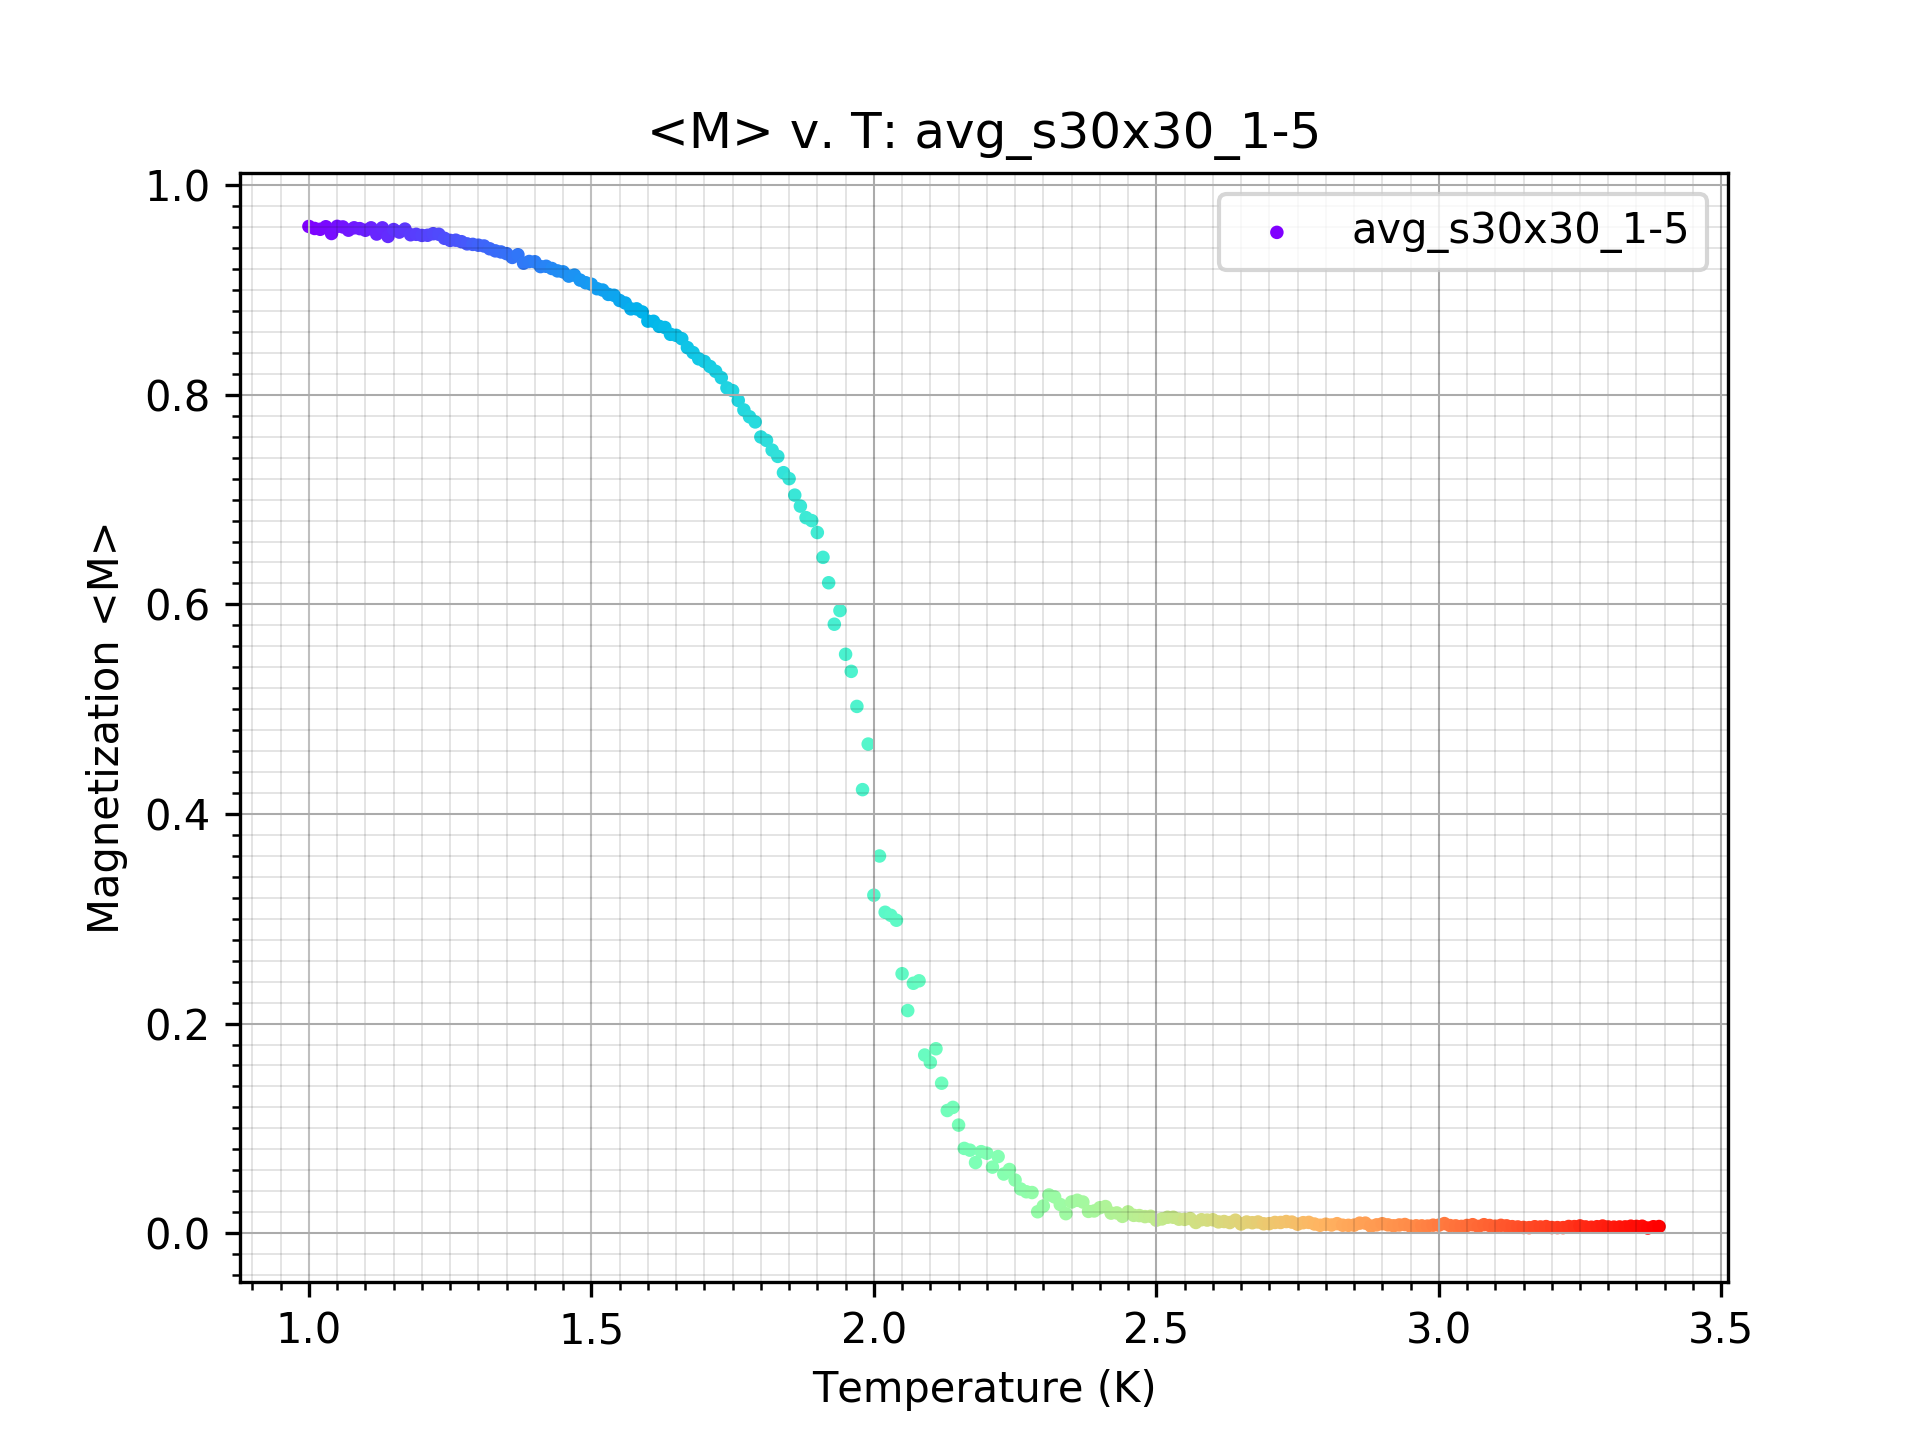 <M> v. T: avg_s30x30_1-5
avg_s30x30_1-5
Magnetization <M>
1.0
0.8
0.6
0.4
0.2
0.0
1.0 1.5 2.0 2.5 3.0 3.5
Temperature (K)